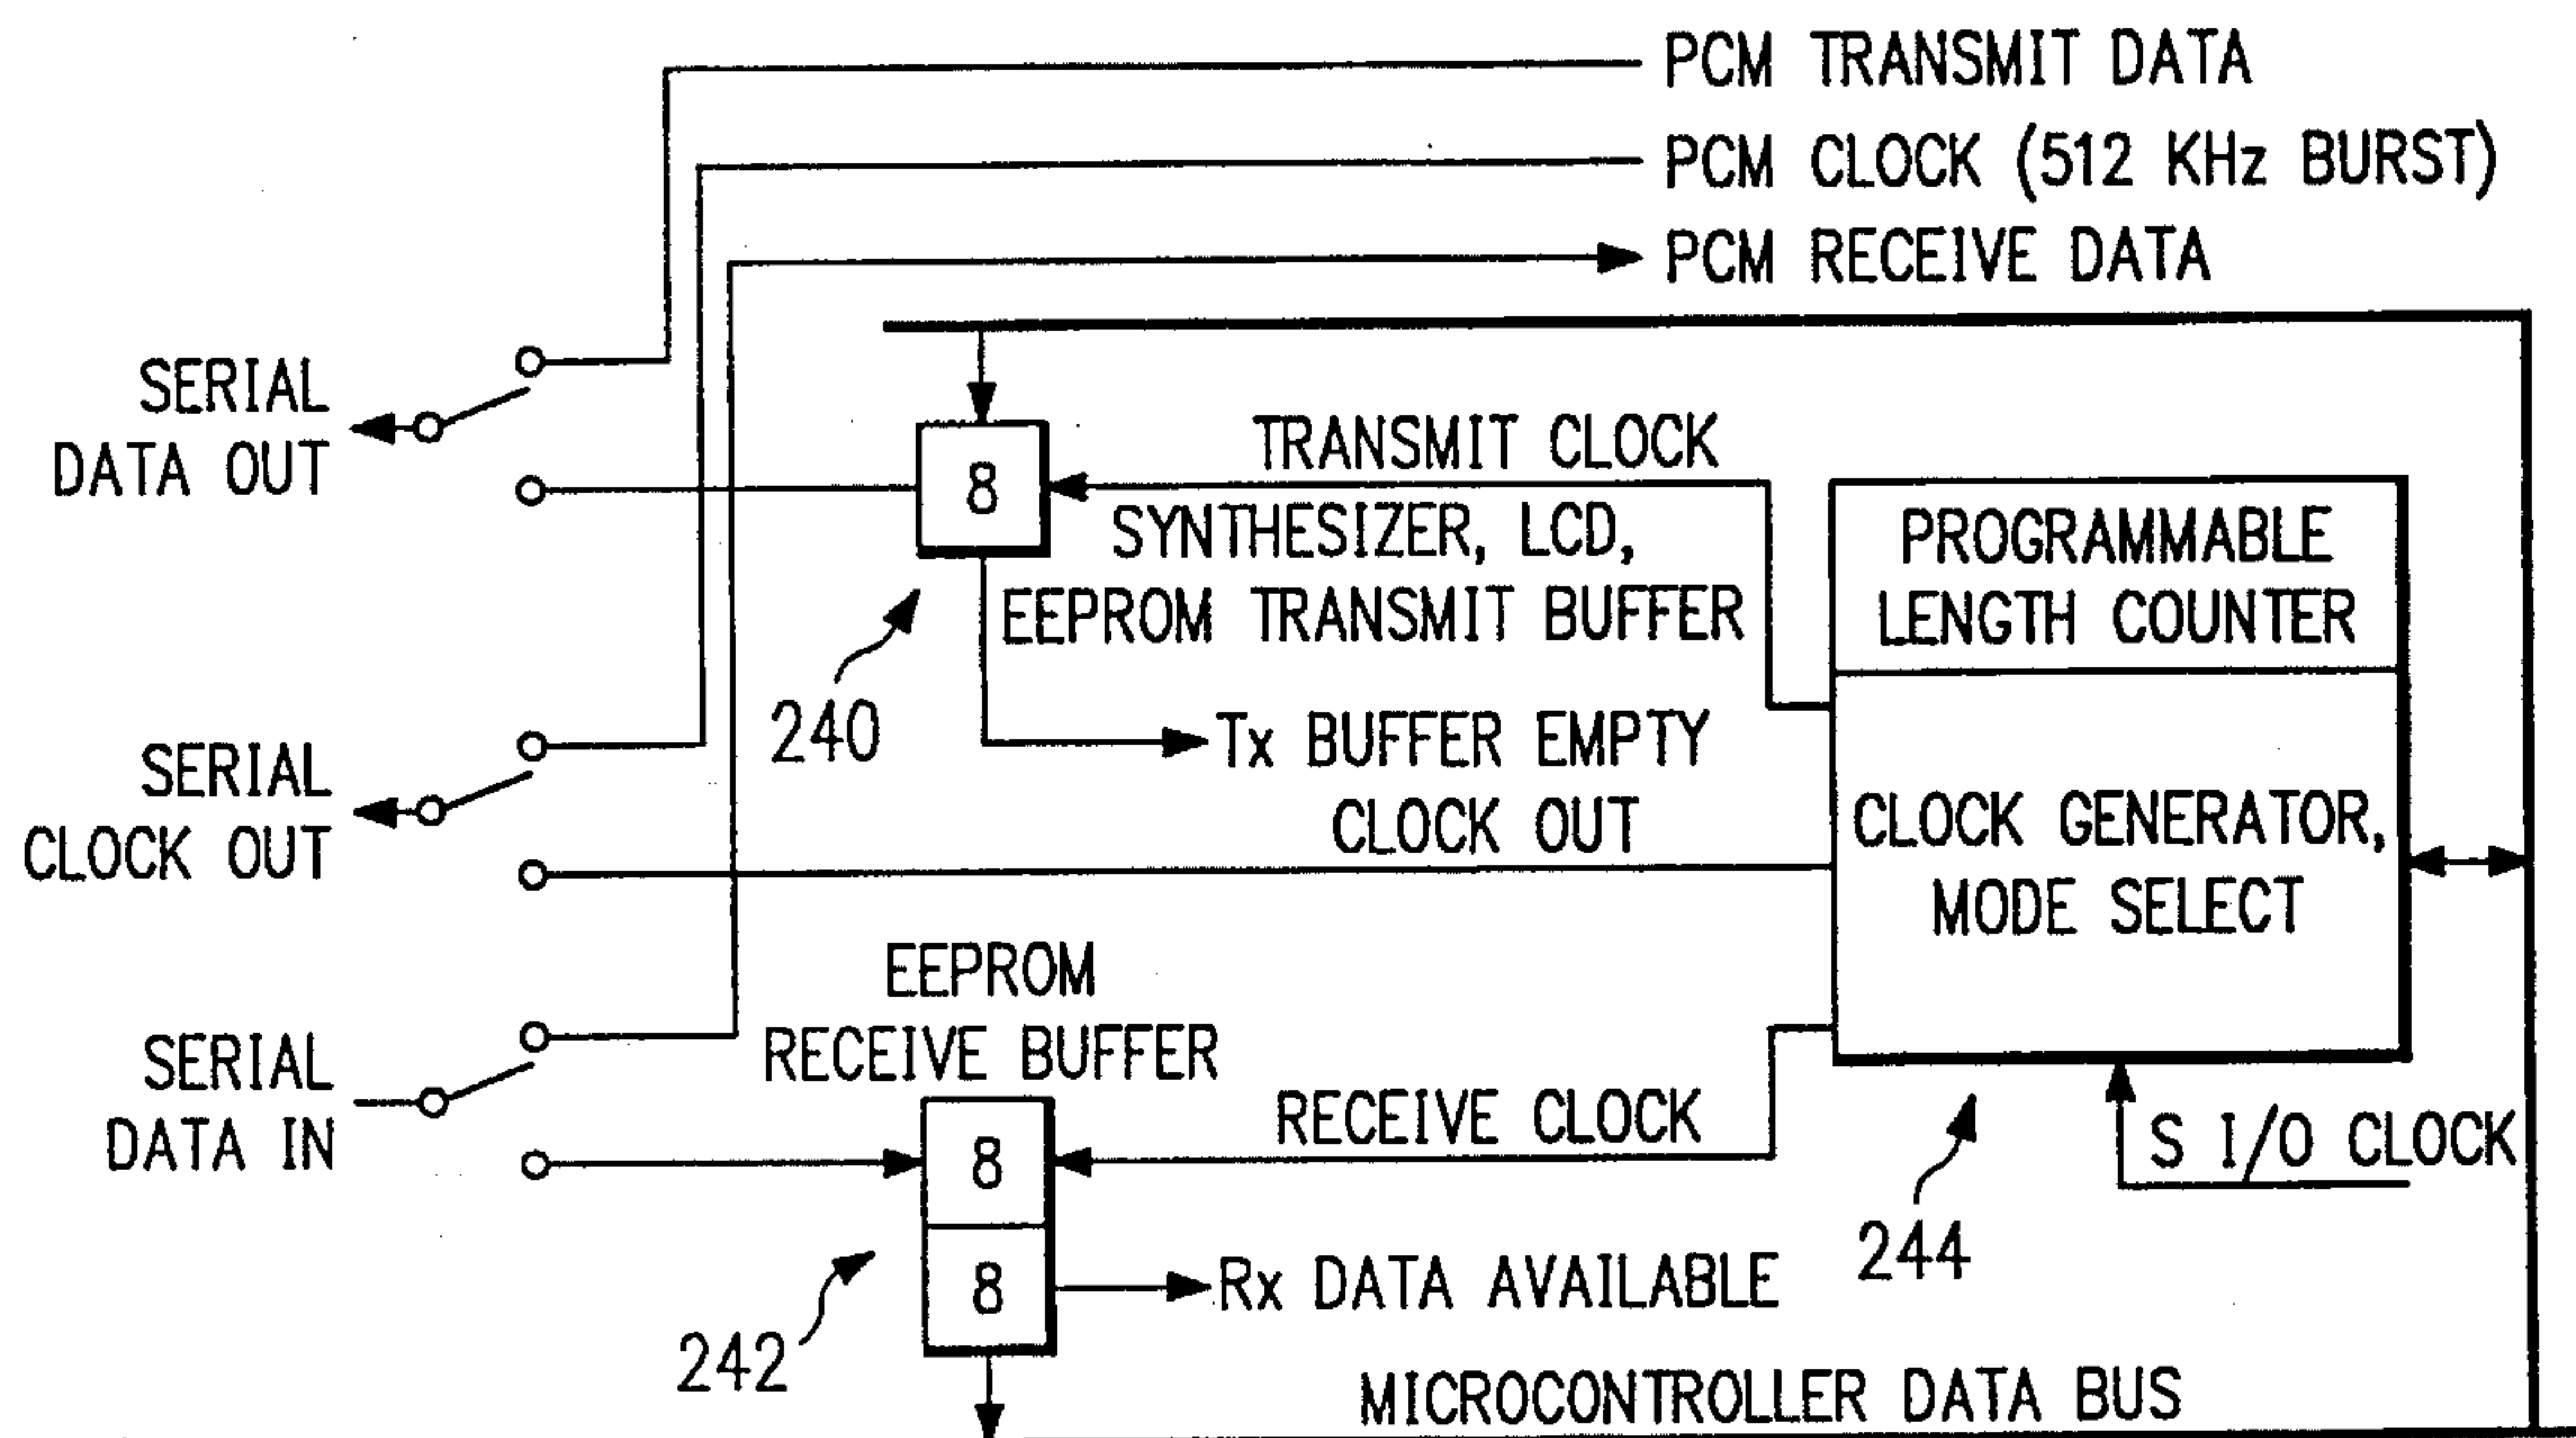 PCM TRANSMIT DATA
PCM CLOCK (512 KHz BURST)
PCM RECEIVE DATA
SERIAL
DATA OUT
8
TRANSMIT CLOCK
SYNTHESIZER, LCD,
EEPROM TRANSMIT BUFFER
240
Tx BUFFER EMPTY
PROGRAMMABLE
LENGTH COUNTER
CLOCK GENERATOR,
MODE SELECT
SERIAL
CLOCK OUT
CLOCK OUT
EEPROM
RECEIVE BUFFER
SERIAL
DATA IN
8
8
RECEIVE CLOCK
S I/O CLOCK
244
242
Rx DATA AVAILABLE
MICROCONTROLLER DATA BUS